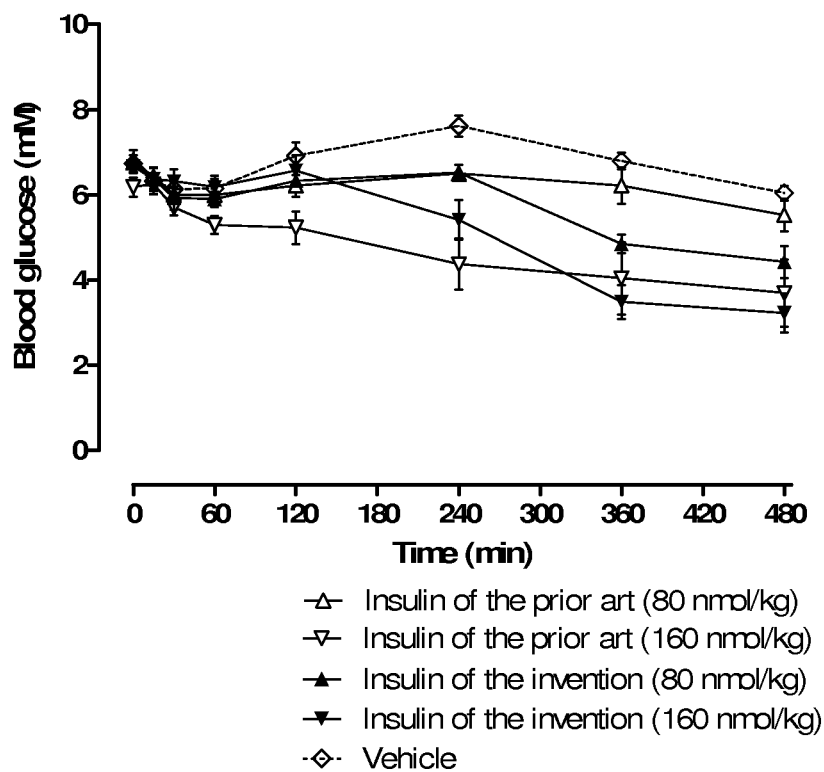 10
8
6
4
2
0
Blood glucose (mM)
0 60 120 180 240 300 360 420 480
Time (min)
Insulin of the prior art (80 nmol/kg)
Insulin of the prior art (160 nmol/kg)
Insulin of the invention (80 nmol/kg)
Insulin of the invention (160 nmol/kg)
Vehicle